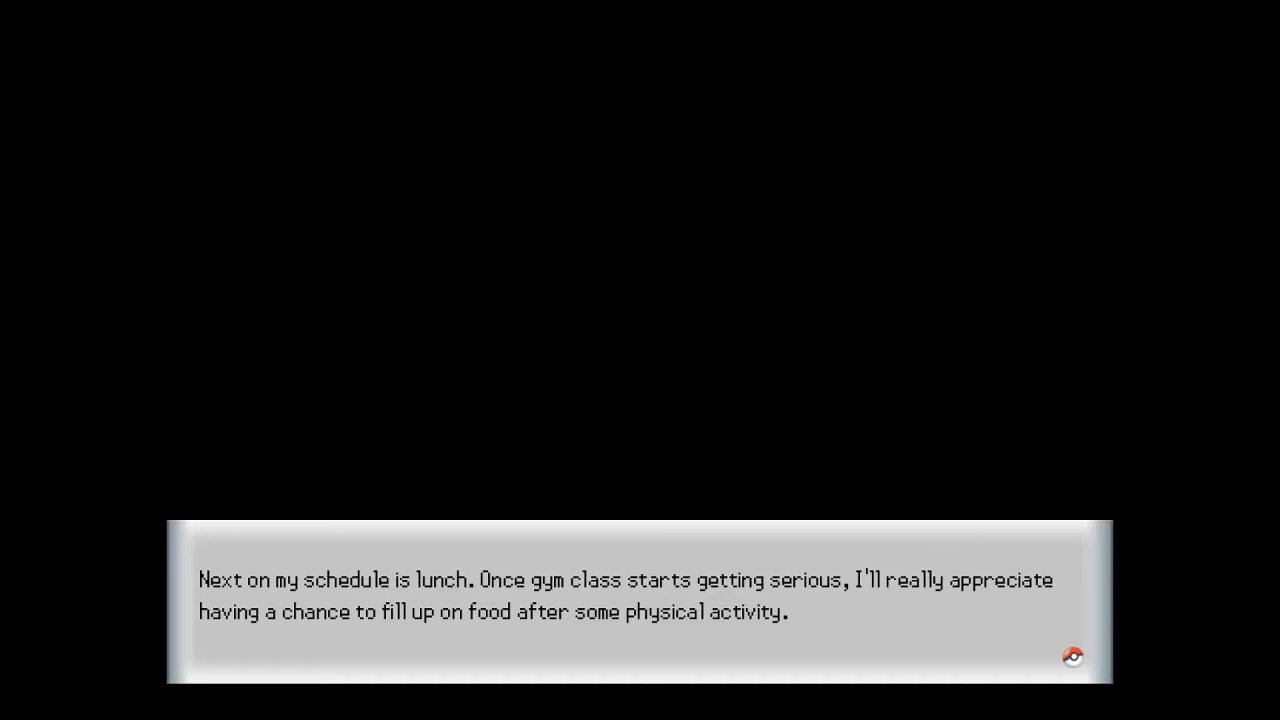 Next on my schedule is lunch. Once gym class starts getting serious, I'll really appreciate
having a chance to fill up on food after some physical activity.